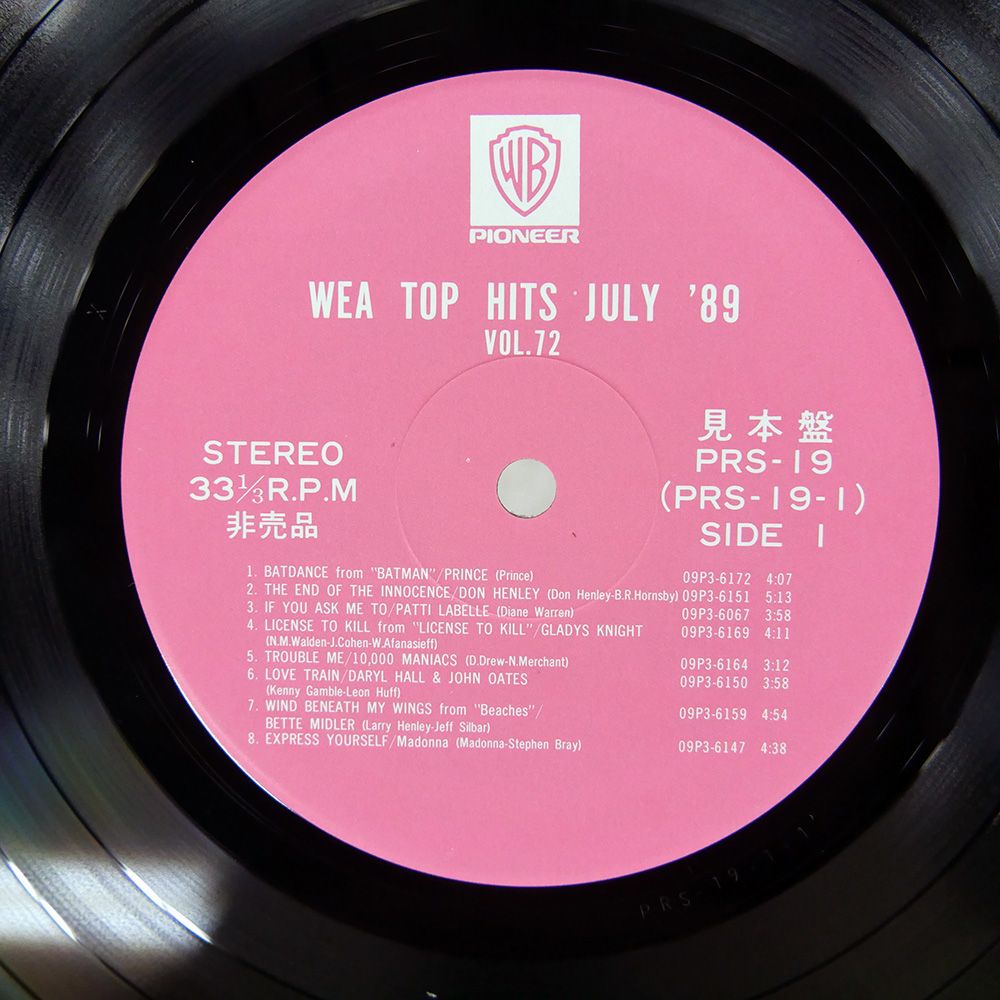 WB
PIONEER
WEA TOP HITS JULY '89
VOL.72
STEREO
33 1/3 R.P.M
非売品
見本盤
PRS-19
(PRS-19-1)
SIDE 1
1. BATDANCE from "BATMAN"/PRINCE (Prince) 09P3-6172 4:07
2. THE END OF THE INNOCENCE/DON HENLEY (Don Henley-B.R.Hornsby) 09P3-6151 5:13
3. IF YOU ASK ME TO/PATTI LABELLE (Diane Warren) 09P3-6067 3:58
4. LICENSE TO KILL from "LICENSE TO KILL"/GLADYS KNIGHT 09P3-6169 4:11
(N.M.Walden-J.Cohen-W.Afanasieff)
5. TROUBLE ME/10,000 MANIACS (D.Drew-N.Merchant) 09P3-6164 3:12
6. LOVE TRAIN/DARYL HALL & JOHN OATES 09P3-6150 3:58
(Kenny Gamble-Leon Huff)
7. WIND BENEATH MY WINGS from "Beaches"/ 09P3-6159 4:54
BETTE MIDLER (Larry Henley-Jeff Silbar)
8. EXPRESS YOURSELF/Madonna (Madonna-Stephen Bray) 09P3-6147 4:38